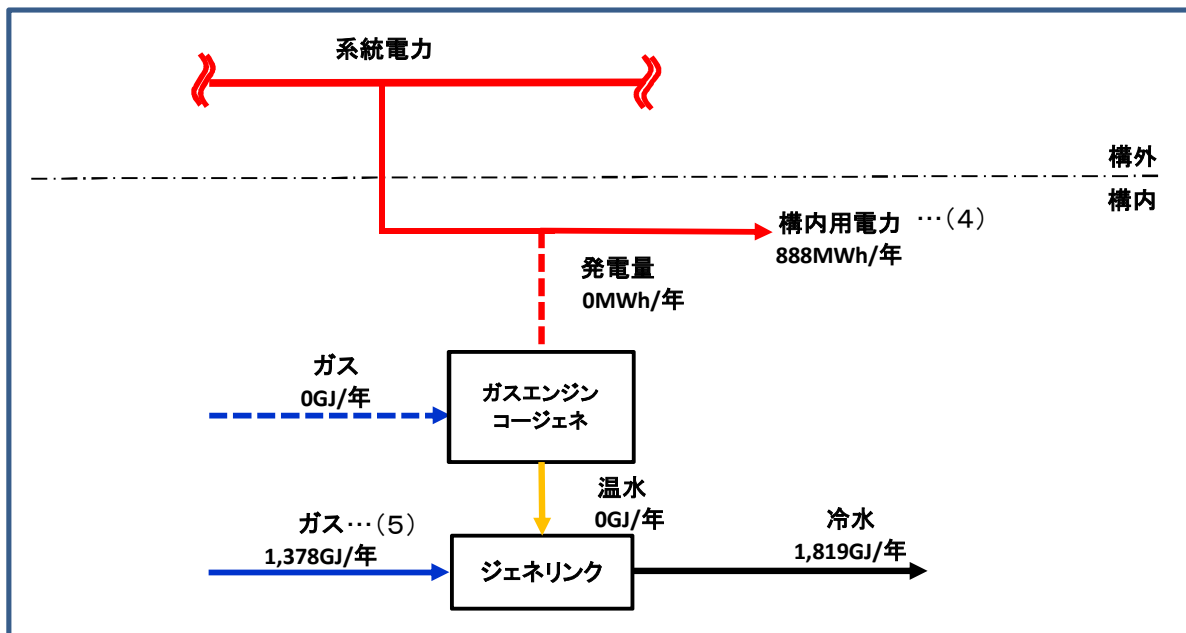 系統電力
構外
構内
構内用電力 …(4)
888MWh/年
発電量
0MWh/年
ガス
0GJ/年
ガスエンジン
コージェネ
温水
0GJ/年
ガス…(5)
1,378GJ/年
ジェネリンク
冷水
1,819GJ/年